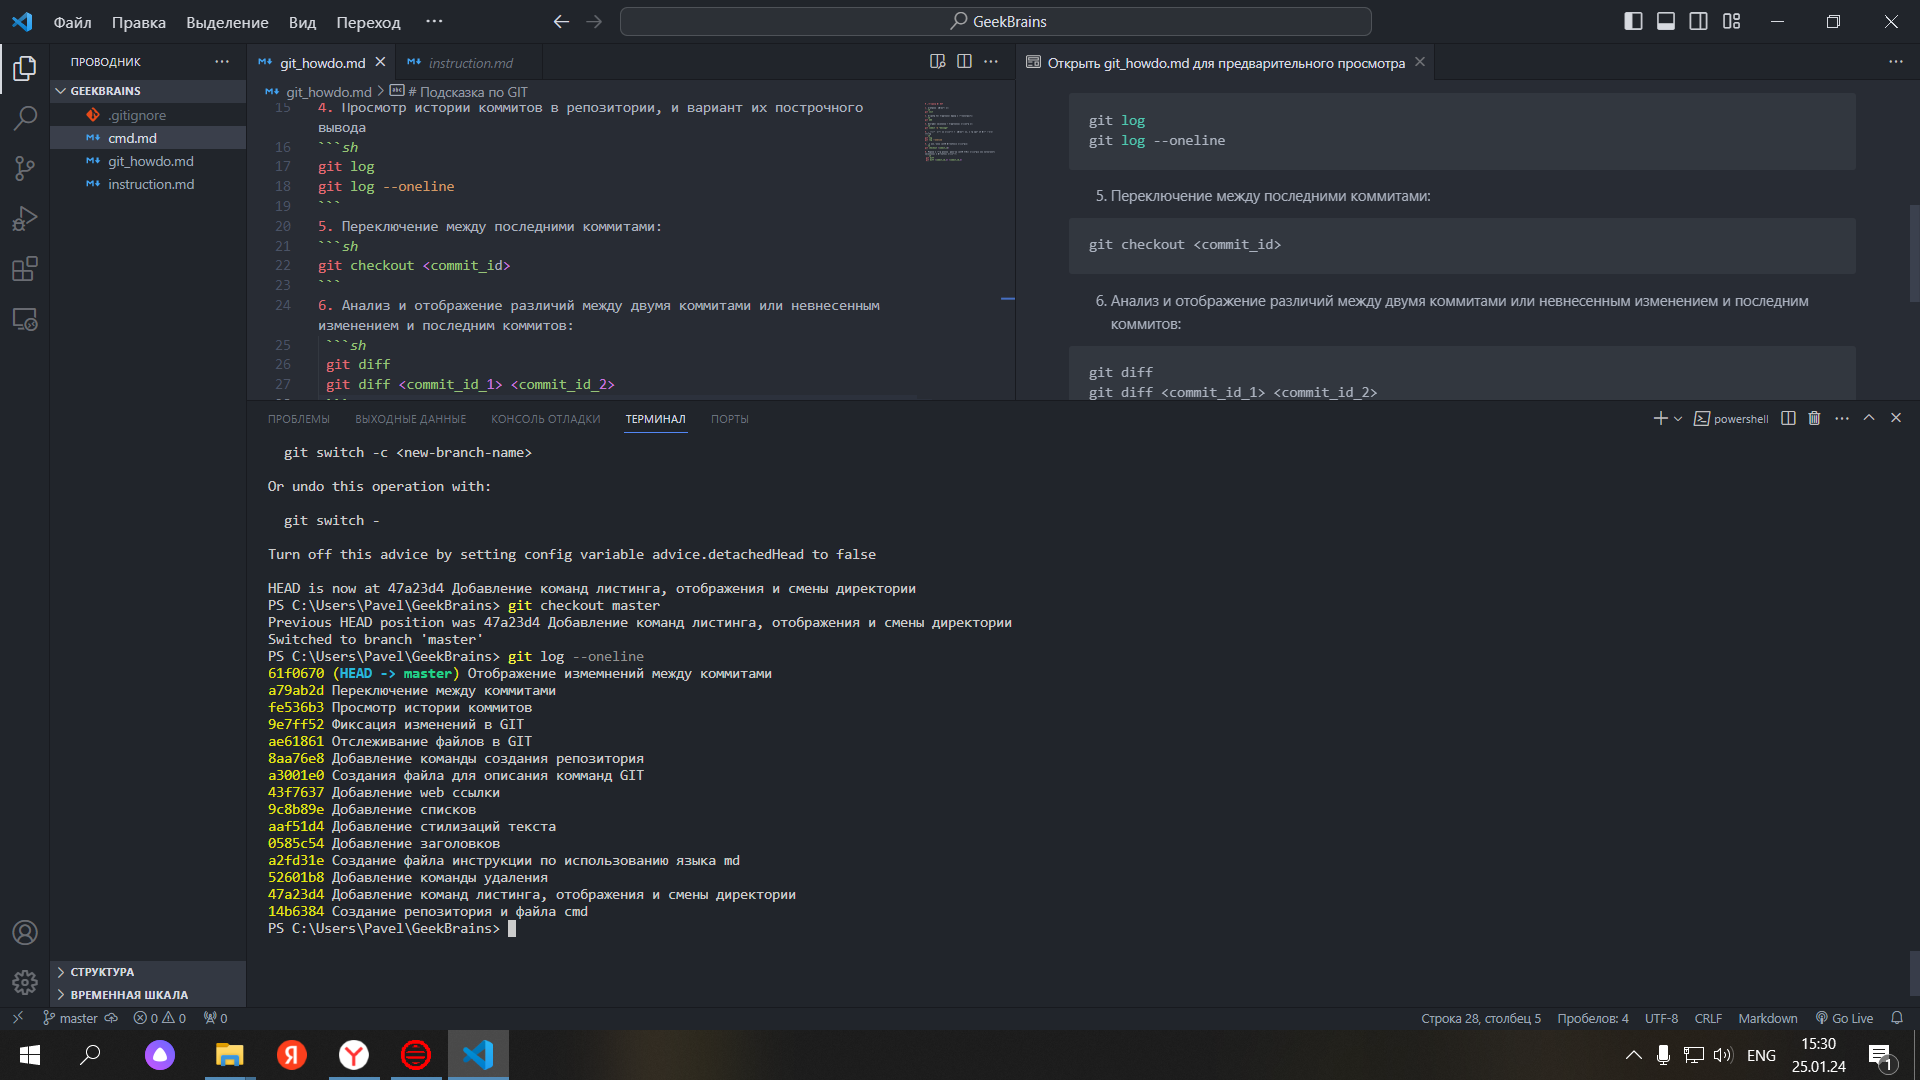 Файл Правка Выделение Вид Переход ···
GeekBrains
ПРОВОДНИК
GEEKBRAINS
.gitignore
cmd.md
git_howdo.md
instruction.md
СТРУКТУРА
ВРЕМЕННАЯ ШКАЛА
git_howdo.md
instruction.md
git_howdo.md > # Подсказка по GIT
15 4. Просмотр истории коммитов в репозитории, и вариант их построчного
вывода
16 ```sh
17 git log
18 git log --oneline
19 ```
20 5. Переключение между последними коммитами:
21 ```sh
22 git checkout <commit_id>
23 ```
24 6. Анализ и отображение различий между двумя коммитами или невнесенным
изменением и последним коммитов:
25 ```sh
26 git diff
27 git diff <commit_id_1> <commit_id_2>
Открыть git_howdo.md для предварительного просмотра
git log
git log --oneline
5. Переключение между последними коммитами:
git checkout <commit_id>
6. Анализ и отображение различий между двумя коммитами или невнесенным изменением и последним
коммитов:
git diff
git diff <commit_id_1> <commit_id_2>
ПРОБЛЕМЫ ВЫХОДНЫЕ ДАННЫЕ КОНСОЛЬ ОТЛАДКИ ТЕРМИНАЛ ПОРТЫ
powershell
git switch -c <new-branch-name>
Or undo this operation with:
git switch -
Turn off this advice by setting config variable advice.detachedHead to false
HEAD is now at 47a23d4 Добавление команд листинга, отображения и смены директории
PS C:\Users\Pavel\GeekBrains> git checkout master
Previous HEAD position was 47a23d4 Добавление команд листинга, отображения и смены директории
Switched to branch 'master'
PS C:\Users\Pavel\GeekBrains> git log --oneline
61f0670 (HEAD -> master) Отображение измемнений между коммитами
a79ab2d Переключение между коммитами
fe536b3 Просмотр истории коммитов
9e7ff52 Фиксация изменений в GIT
ae61861 Отслеживание файлов в GIT
8aa76e8 Добавление команды создания репозитория
a3001e0 Создания файла для описания комманд GIT
43f7637 Добавление web ссылки
9c8b89e Добавление списков
aaf51d4 Добавление стилизаций текста
0585c54 Добавление заголовков
a2fd31e Создание файла инструкции по использованию языка md
52601b8 Добавление команды удаления
47a23d4 Добавление команд листинга, отображения и смены директории
14b6384 Создание репозитория и файла cmd
PS C:\Users\Pavel\GeekBrains>
master 0 0 0
Строка 28, столбец 5 Пробелов: 4 UTF-8 CRLF Markdown Go Live
ENG
15:30
25.01.24
1